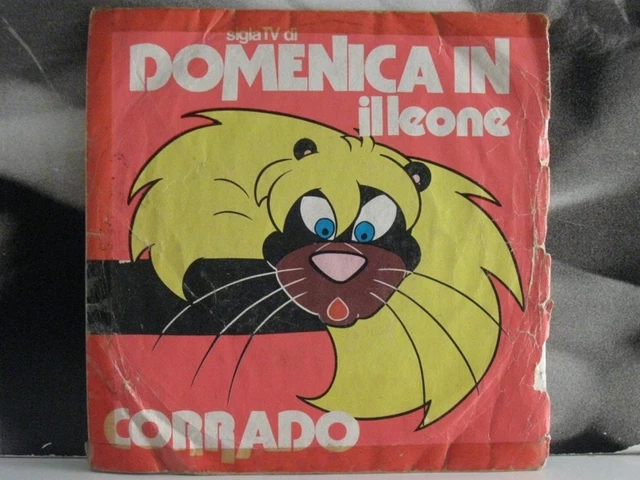 sigla TV di
DOMENICA IN
il leone
CORRADO